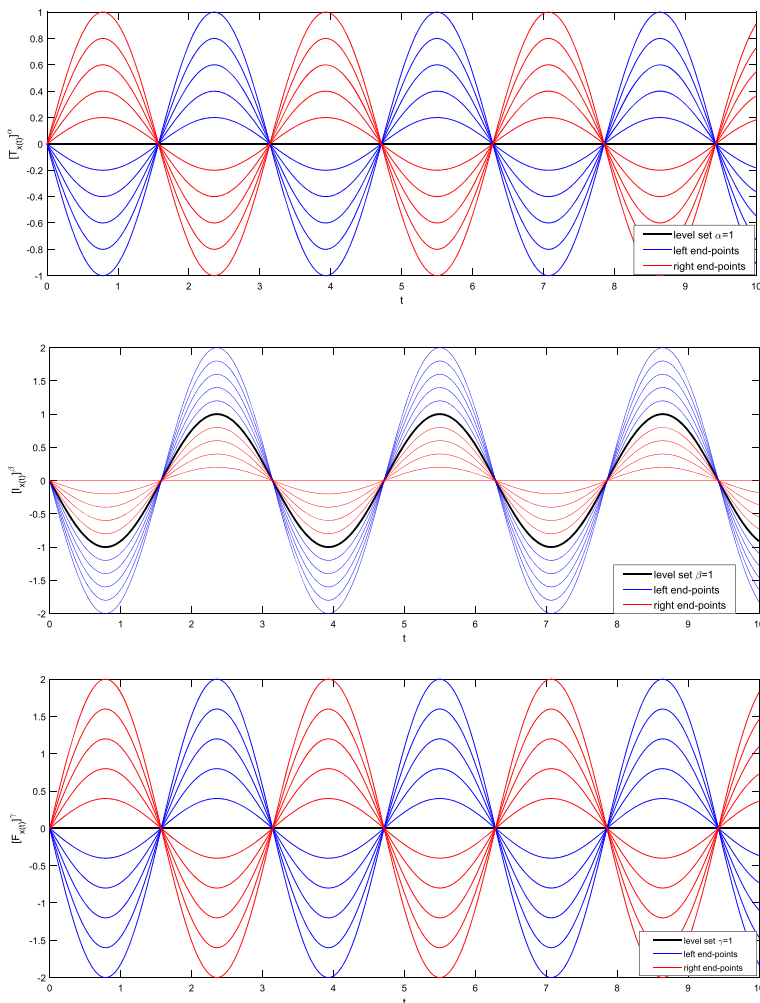 1
0.8
0.6
0.4
0.2
0
-0.2
-0.4
-0.6
-0.8
-1
[T_x(t)]^α
0 1 2 3 4 5 6 7 8 9 10
t
level set α=1
left end-points
right end-points
2
1.5
1
0.5
0
-0.5
-1
-1.5
-2
[I_x(t)]^β
0 1 2 3 4 5 6 7 8 9 10
t
level set β=1
left end-points
right end-points
2
1.5
1
0.5
0
-0.5
-1
-1.5
-2
[F_x(t)]^γ
0 1 2 3 4 5 6 7 8 9 10
t
level set γ=1
left end-points
right end-points